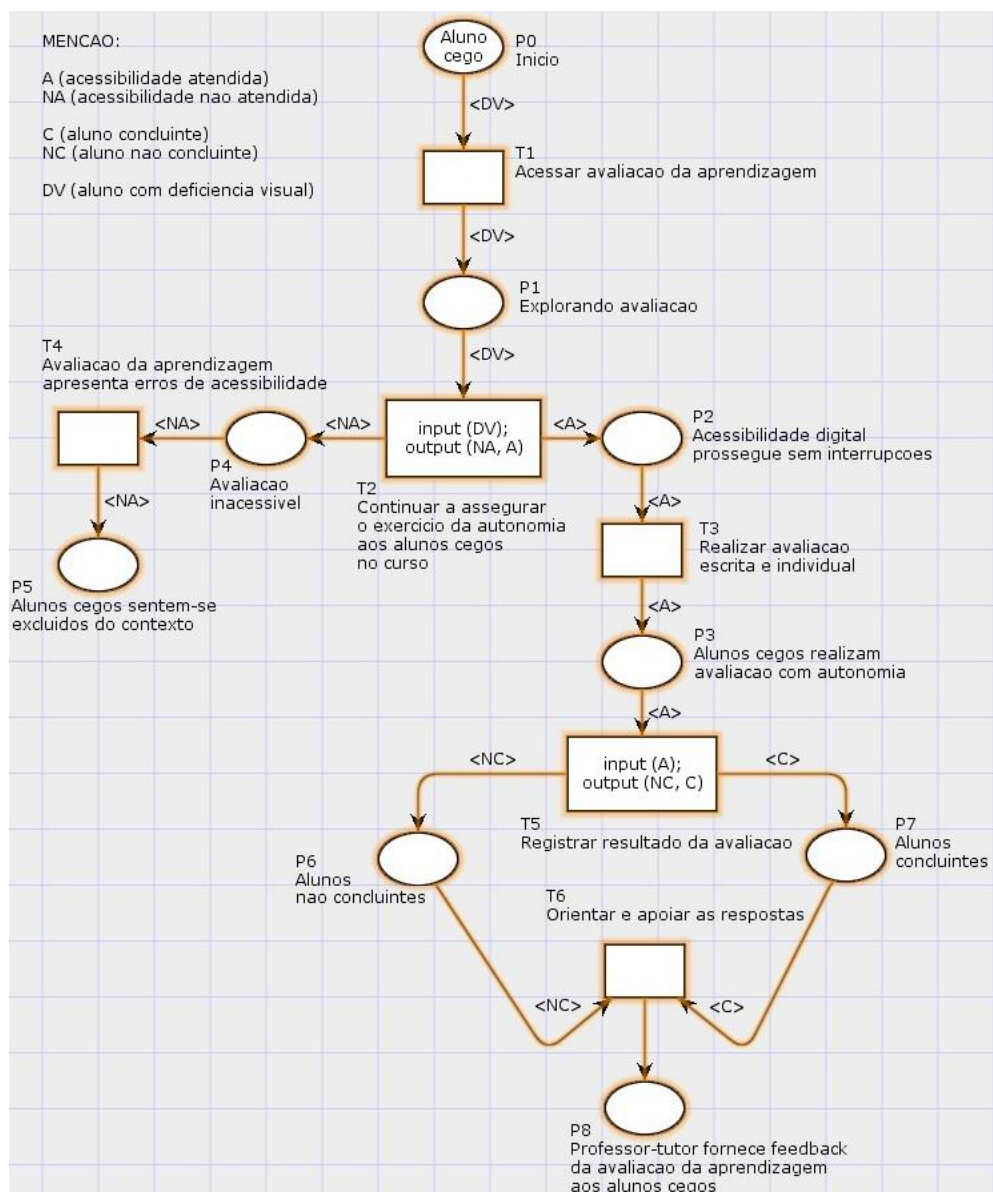 MENCAO:
A (acessibilidade atendida)
NA (acessibilidade nao atendida)
C (aluno concluinte)
NC (aluno nao concluinte)
DV (aluno com deficiencia visual)
Aluno
cego
P0
Inicio
<DV>
T1
Acessar avaliacao da aprendizagem
<DV>
P1
Explorando avaliacao
<DV>
T4
Avaliacao da aprendizagem
apresenta erros de acessibilidade
<NA>
<NA>
input (DV);
output (NA, A)
<A>
P2
Acessibilidade digital
prossegue sem interrupcoes
P4
Avaliacao
inacessivel
T2
Continuar a assegurar
o exercicio da autonomia
aos alunos cegos
no curso
<NA>
<A>
T3
Realizar avaliacao
escrita e individual
P5
Alunos cegos sentem-se
excluidos do contexto
<A>
P3
Alunos cegos realizam
avaliacao com autonomia
<A>
<NC>
input (A);
output (NC, C)
<C>
T5
Registrar resultado da avaliacao
P7
Alunos
concluintes
P6
Alunos
nao concluintes
T6
Orientar e apoiar as respostas
<NC>
<C>
P8
Professor-tutor fornece feedback
da avaliacao da aprendizagem
aos alunos cegos